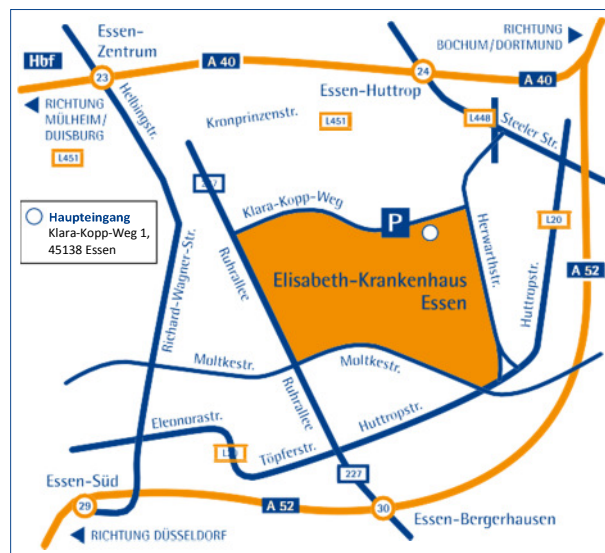 Essen-
Zentrum
Hbf
23
A 40
24
RICHTUNG
BOCHUM/DORTMUND
A 40
RICHTUNG
MÜLHEIM/
DUISBURG
L451
Helbingstr.
Kronprinzenstr.
L451
Essen-Huttrop
L448
Steeler Str.
Haupteingang
Klara-Kopp-Weg 1,
45138 Essen
Klara-Kopp-Weg
P
Herwarthstr.
L20
A 52
Richard-Wagner-Str.
Ruhrallee
Elisabeth-Krankenhaus
Essen
Huttropstr.
Moltkestr.
Moltkestr.
Ruhrallee
Eleonorastr.
Töpferstr.
Huttropstr.
227
Essen-Süd
29
A 52
30
Essen-Bergerhausen
RICHTUNG DÜSSELDORF